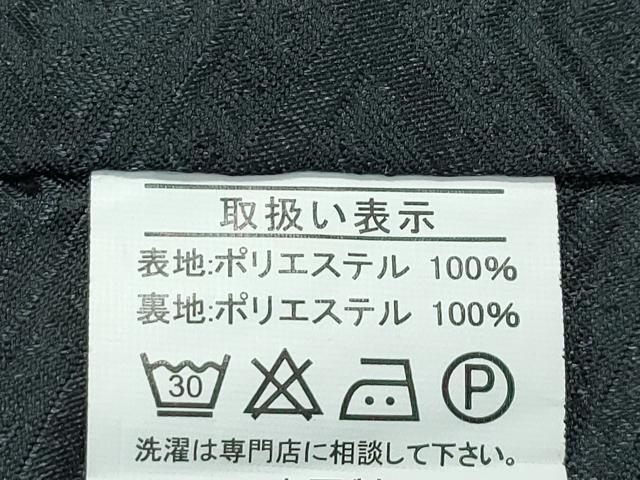 取扱い表示
表地:ポリエステル 100%
裏地:ポリエステル 100%
30 P
洗濯は専門店に相談して下さい。